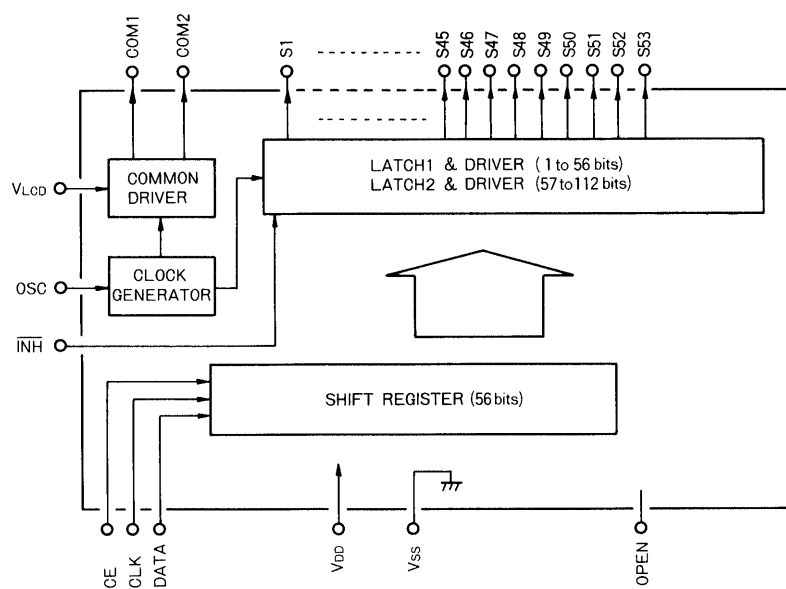 COM1
COM2
S1
S45
S46
S47
S48
S49
S50
S51
S52
S53
VLCD
COMMON
DRIVER
LATCH1 & DRIVER (1 to 56 bits)
LATCH2 & DRIVER (57 to 112 bits)
OSC
CLOCK
GENERATOR
INH
SHIFT REGISTER (56 bits)
CE
CLK
DATA
VDD
VSS
OPEN